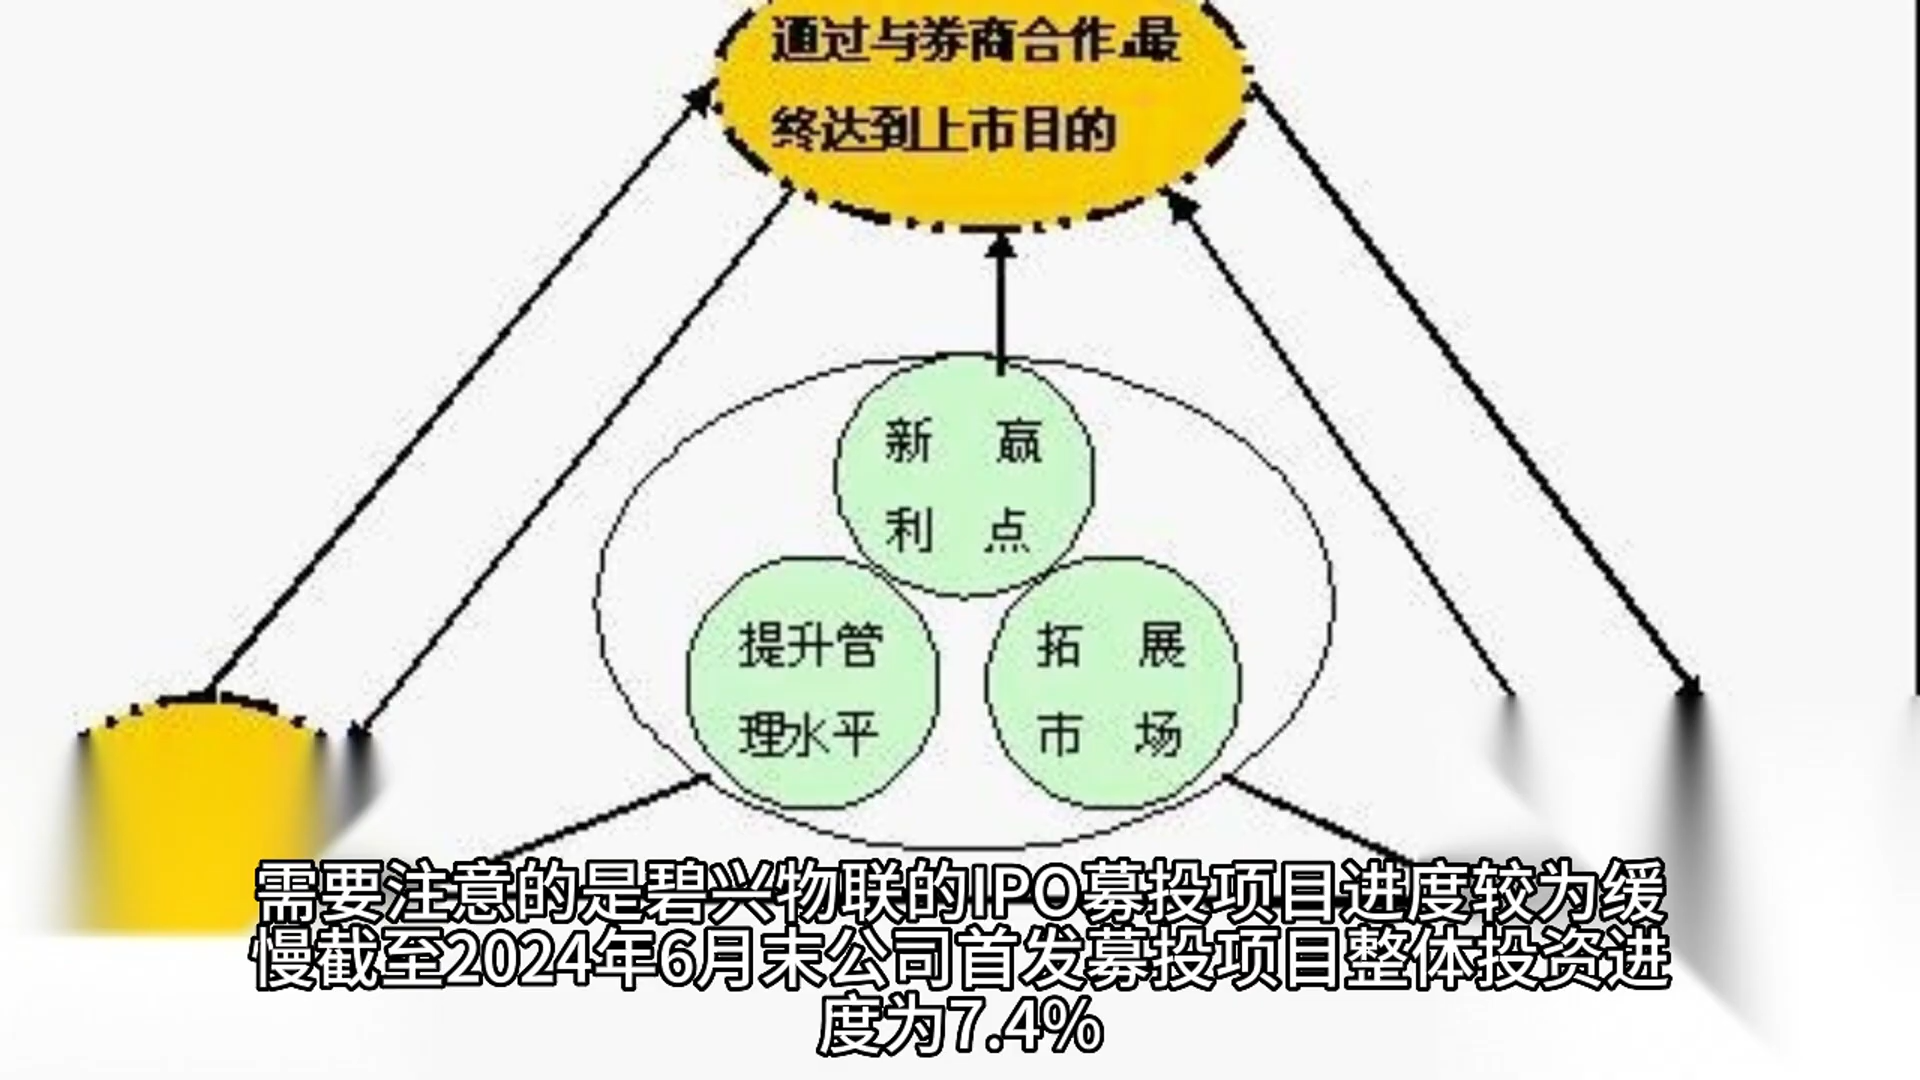 通过与券商合作,最
终达到上市目的
新 赢
利 点
提升管
理水平
拓 展
市 场
需要注意的是碧兴物联的IPO募投项目进度较为缓
慢截至2024年6月末公司首发募投项目整体投资进
度为7.4%